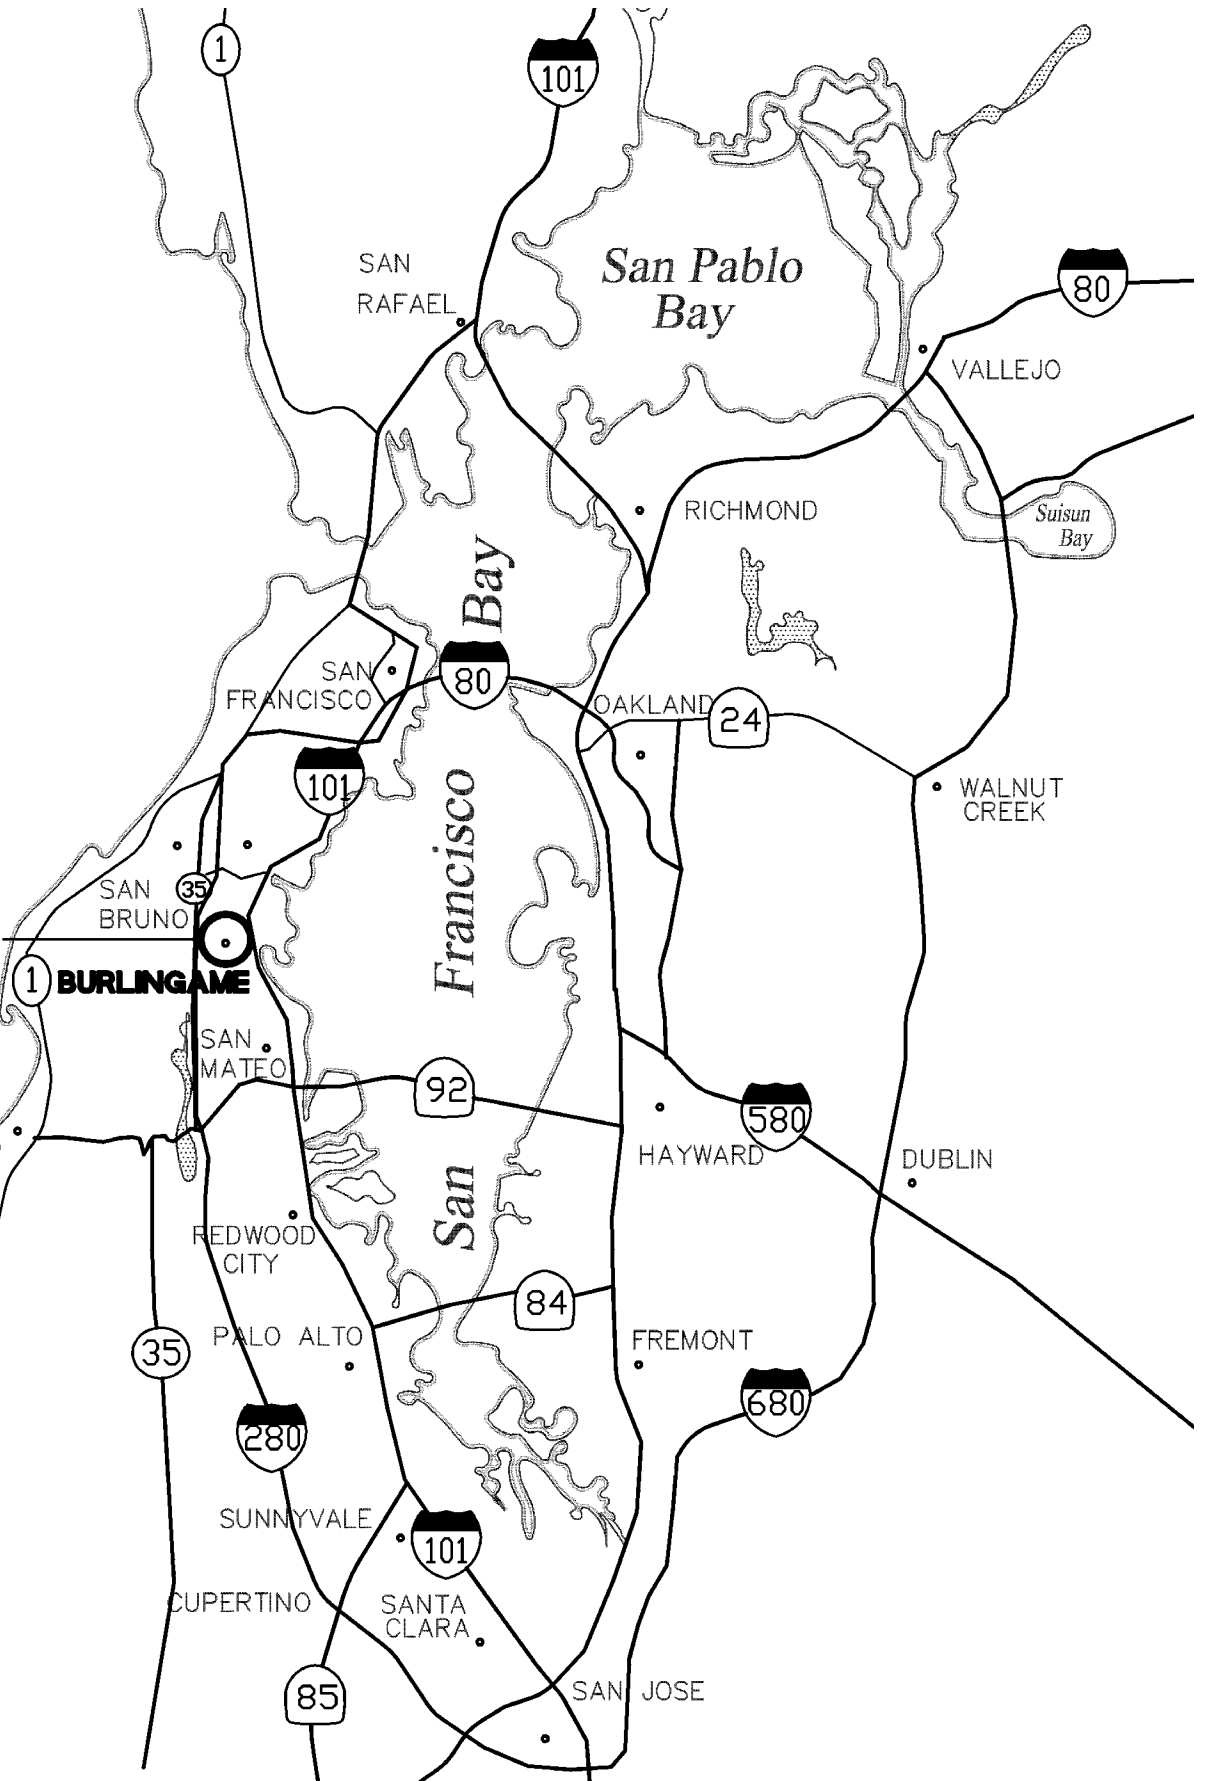 1
101
SAN
RAFAEL
San Pablo
Bay
80
VALLEJO
RICHMOND
Suisun
Bay
Bay
SAN
FRANCISCO
80
OAKLAND
24
101
Francisco
WALNUT
CREEK
SAN
BRUNO
35
1
BURLINGAME
SAN
MATEO
92
580
HAYWARD
DUBLIN
San
REDWOOD
CITY
84
PALO ALTO
FREMONT
35
680
280
SUNNYVALE
101
CUPERTINO
SANTA
CLARA
85
SAN JOSE